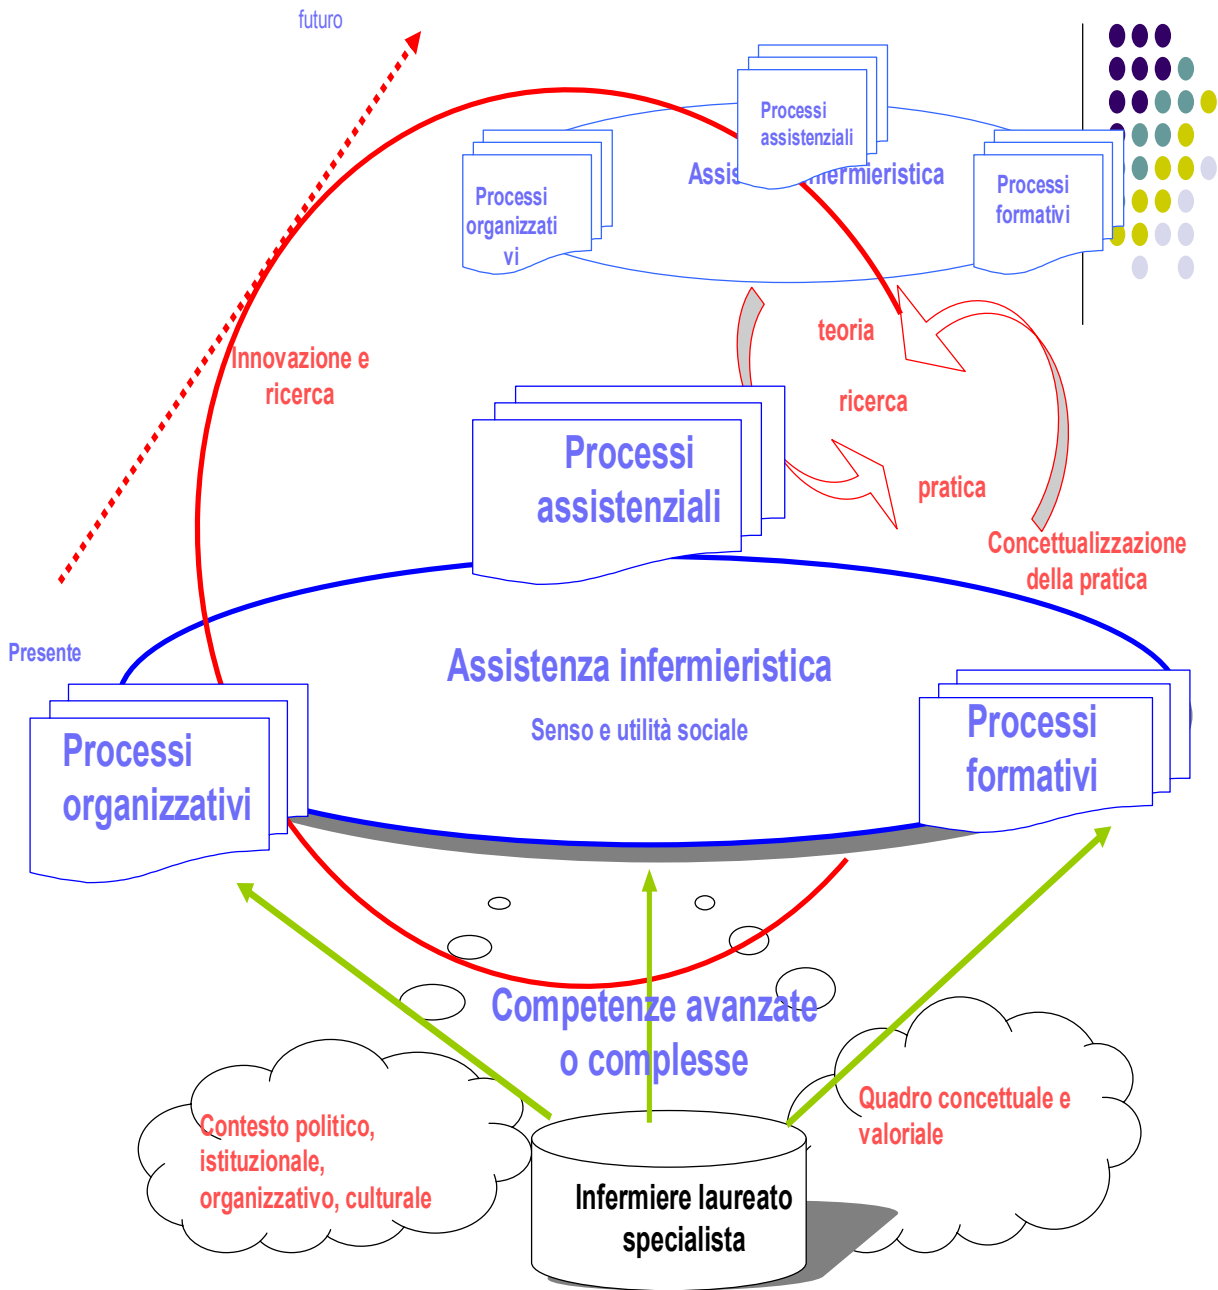 futuro
Processi
assistenziali
Assis nfermieristica
Processi
organizzati
vi
Processi
formativi
teoria
Innovazione e
ricerca
ricerca
Processi
assistenziali
pratica
Concettualizzazione
della pratica
Presente
Assistenza infermieristica
Senso e utilità sociale
Processi
organizzativi
Processi
formativi
Competenze avanzate
o complesse
Contesto politico,
istituzionale,
organizzativo, culturale
Quadro concettuale e
valoriale
Infermiere laureato
specialista